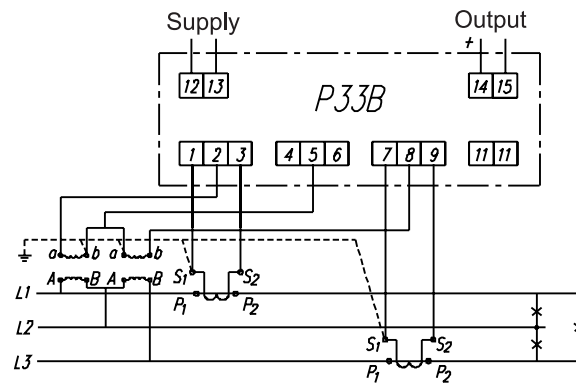 Supply Output
+
12 13 14 15
P33B
1 2 3 4 5 6 7 8 9 11 11
a b a b
S1 S2
A B A B
L1 P1 P2
L2
S1 S2
L3 P1 P2